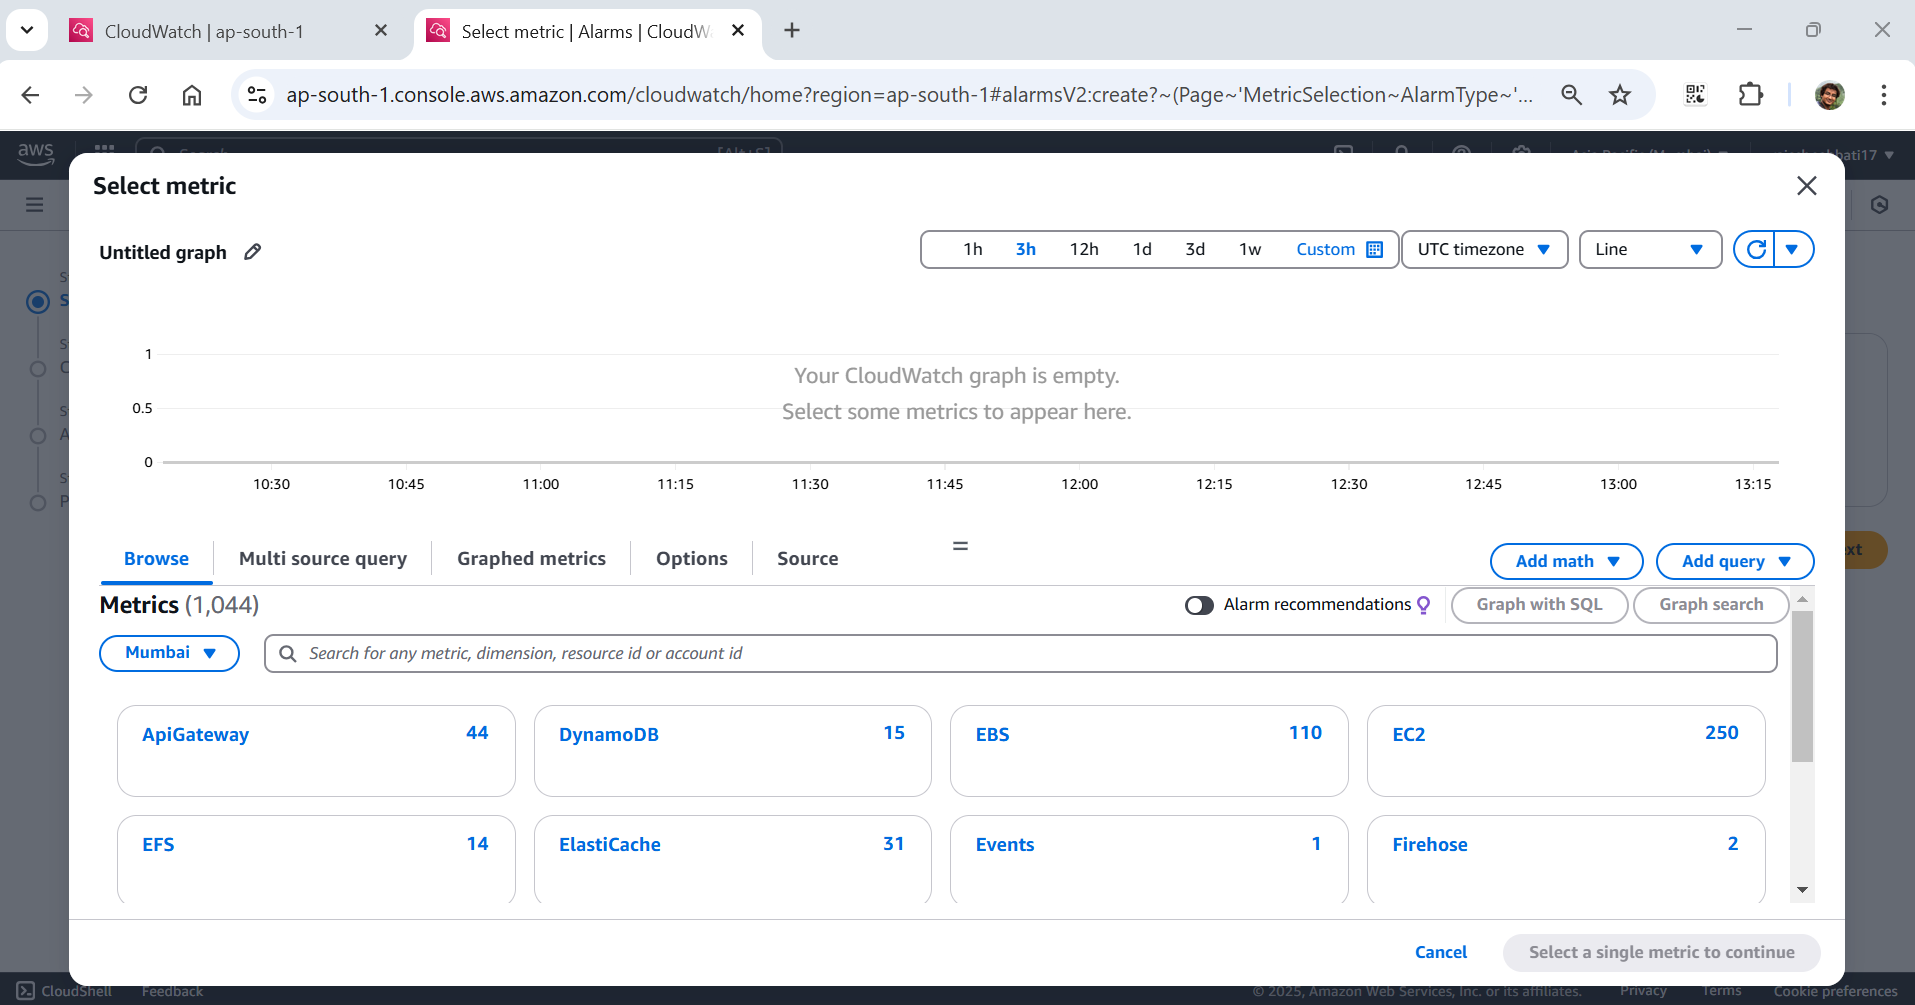 CloudWatch | ap-south-1
Select metric | Alarms | CloudW
ap-south-1.console.aws.amazon.com/cloudwatch/home?region=ap-south-1#alarmsV2:create?~(Page~'MetricSelection~AlarmType~'...
aws
Search [Alt+S] Asia Pacific (Mumbai)
Select metric
Untitled graph
1h 3h 12h 1d 3d 1w Custom UTC timezone Line
1
0.5
0
Your CloudWatch graph is empty.
Select some metrics to appear here.
10:30 10:45 11:00 11:15 11:30 11:45 12:00 12:15 12:30 12:45 13:00 13:15
Browse Multi source query Graphed metrics Options Source
Add math Add query
Metrics (1,044)
Alarm recommendations Graph with SQL Graph search
Mumbai Search for any metric, dimension, resource id or account id
ApiGateway 44 DynamoDB 15 EBS 110 EC2 250
EFS 14 ElastiCache 31 Events 1 Firehose 2
Cancel Select a single metric to continue
CloudShell Feedback © 2025, Amazon Web Services, Inc. or its affiliates. Privacy Terms Cookie preferences